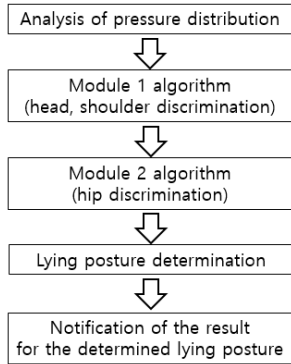 Analysis of pressure distribution
Module 1 algorithm
(head, shoulder discrimination)
Module 2 algorithm
(hip discrimination)
Lying posture determination
Notification of the result
for the determined lying posture